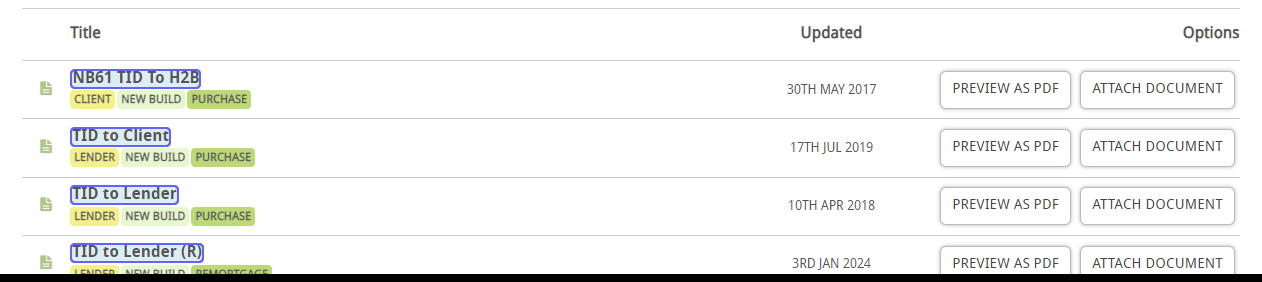 Title Updated Options
NB61 TID To H2B
CLIENT NEW BUILD PURCHASE
30TH MAY 2017 PREVIEW AS PDF ATTACH DOCUMENT
TID to Client
LENDER NEW BUILD PURCHASE
17TH JUL 2019 PREVIEW AS PDF ATTACH DOCUMENT
TID to Lender
LENDER NEW BUILD PURCHASE
10TH APR 2018 PREVIEW AS PDF ATTACH DOCUMENT
TID to Lender (R)
LENDER NEW BUILD REMORTGAGE
3RD JAN 2024 PREVIEW AS PDF ATTACH DOCUMENT